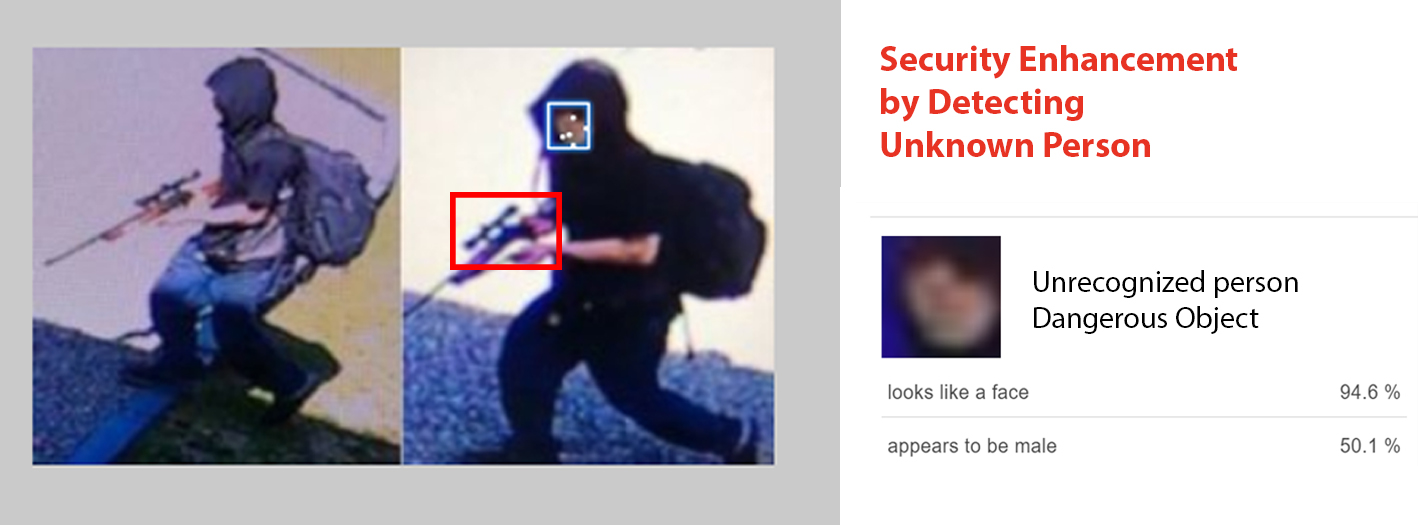 Security Enhancement
by Detecting
Unknown Person
Unrecognized person
Dangerous Object
looks like a face 94.6 %
appears to be male 50.1 %